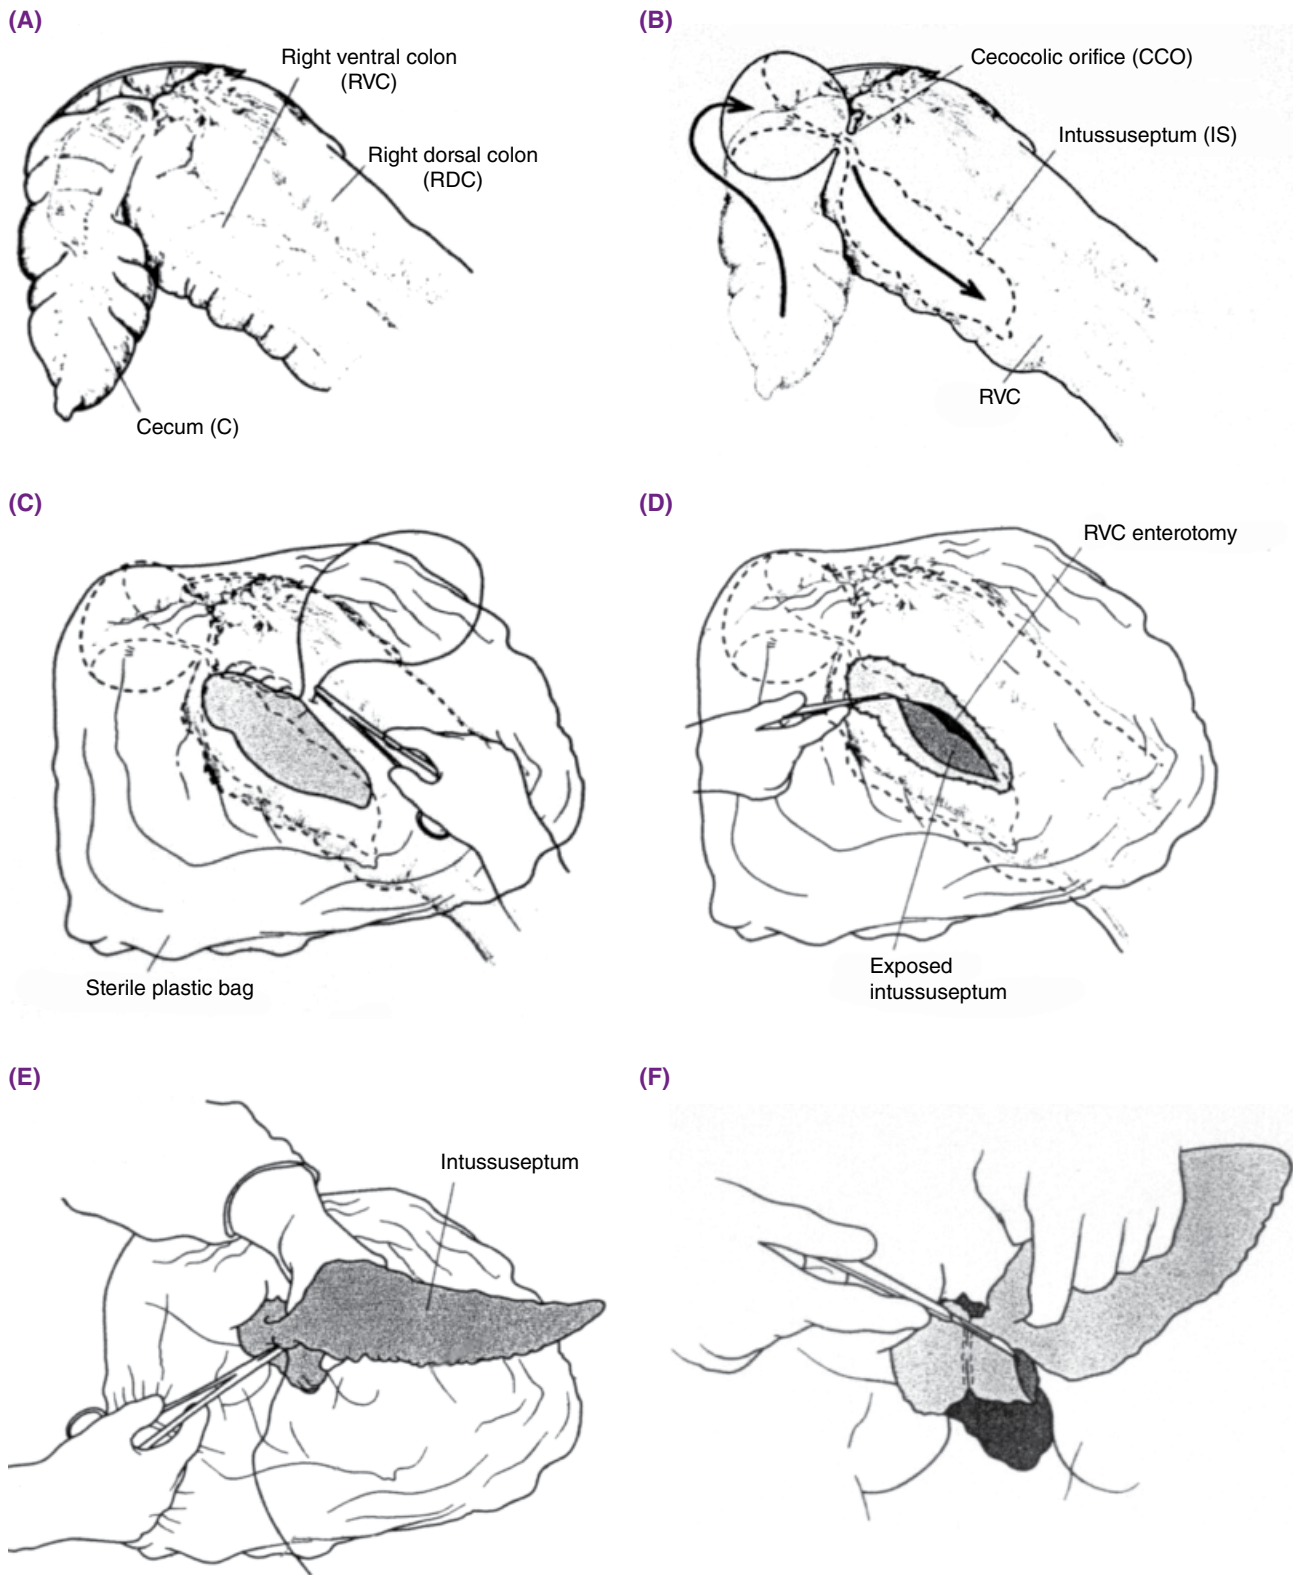 (A)
Right ventral colon
(RVC)
Right dorsal colon
(RDC)
Cecum (C)
(B)
Cecocolic orifice (CCO)
Intussuseptum (IS)
RVC
(C)
Sterile plastic bag
(D)
RVC enterotomy
Exposed
intussuseptum
(E)
Intussuseptum
(F)